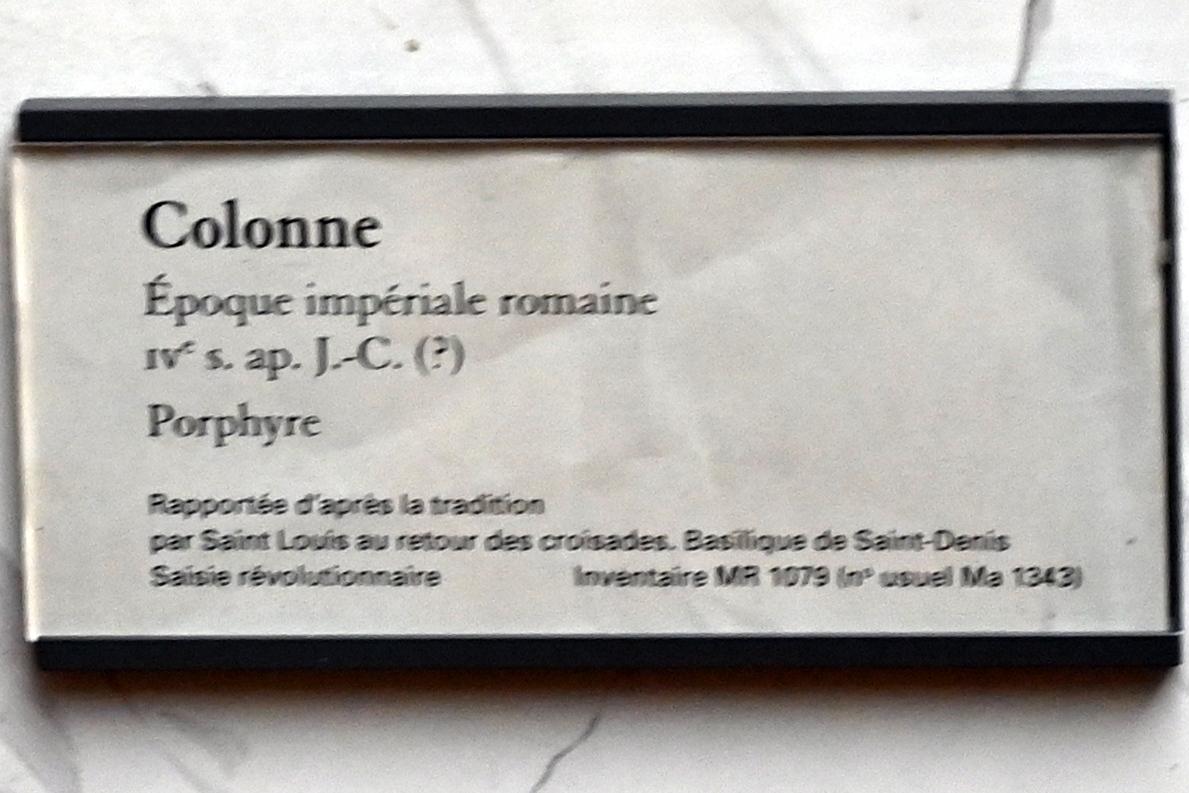 Colonne
Époque impériale romaine
IVe s. ap. J.-C. (?)
Porphyre
Rapportée d'après la tradition
par Saint Louis au retour des croisades. Basilique de Saint-Denis
Saisie révolutionnaire Inventaire MR 1079 (n° usuel Ma 1343)